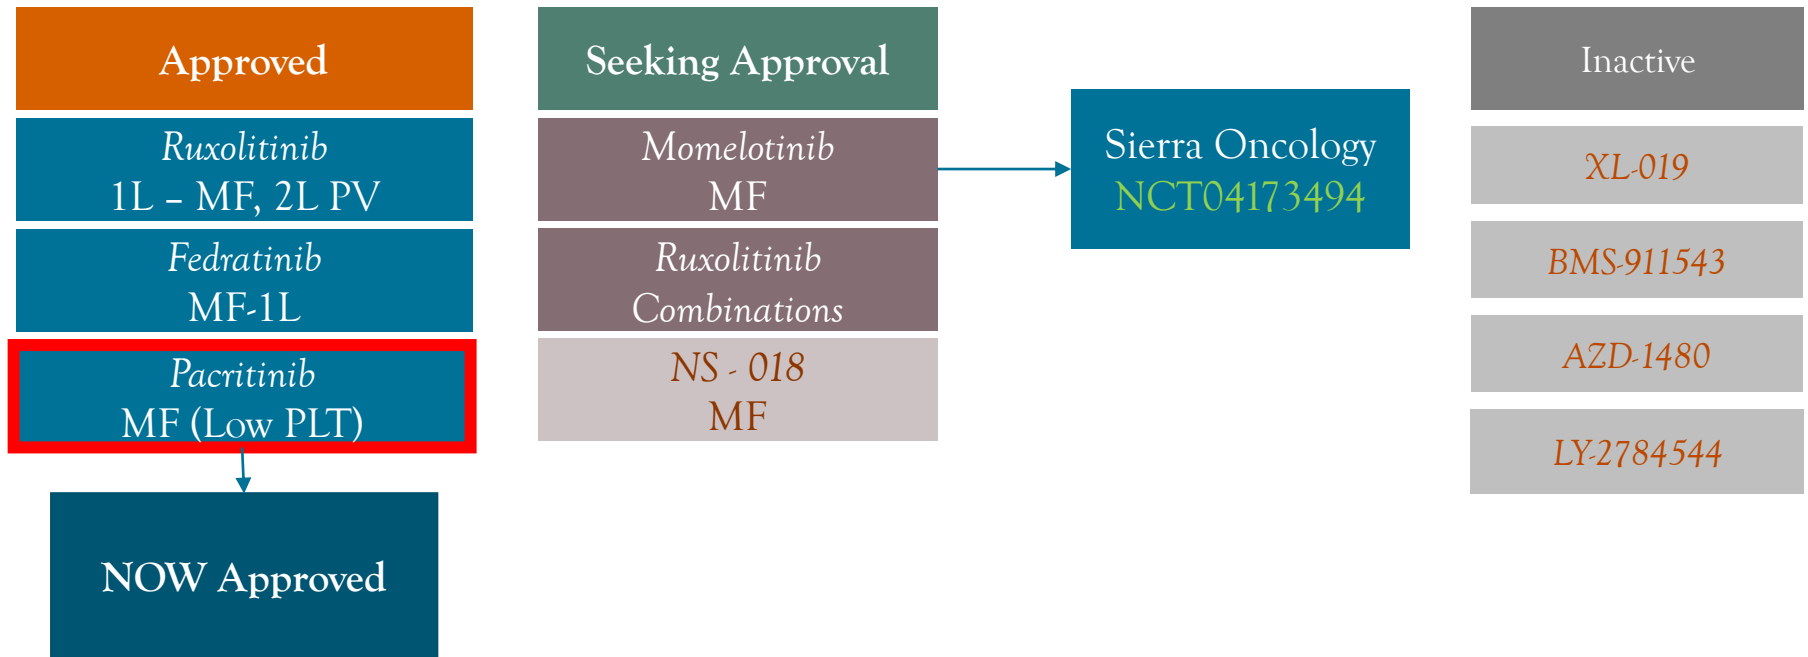 Approved
Ruxolitinib
1L – MF, 2L PV
Fedratinib
MF-1L
Pacritinib
MF (Low PLT)
NOW Approved
Seeking Approval
Momelotinib
MF
Ruxolitinib
Combinations
NS - 018
MF
Sierra Oncology
NCT04173494
Inactive
XL-019
BMS-911543
AZD-1480
LY-2784544